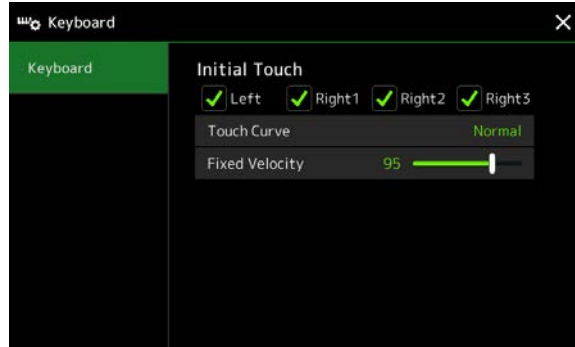 Keyboard
Keyboard
Initial Touch
Left Right1 Right2 Right3
Touch Curve Normal
Fixed Velocity 95